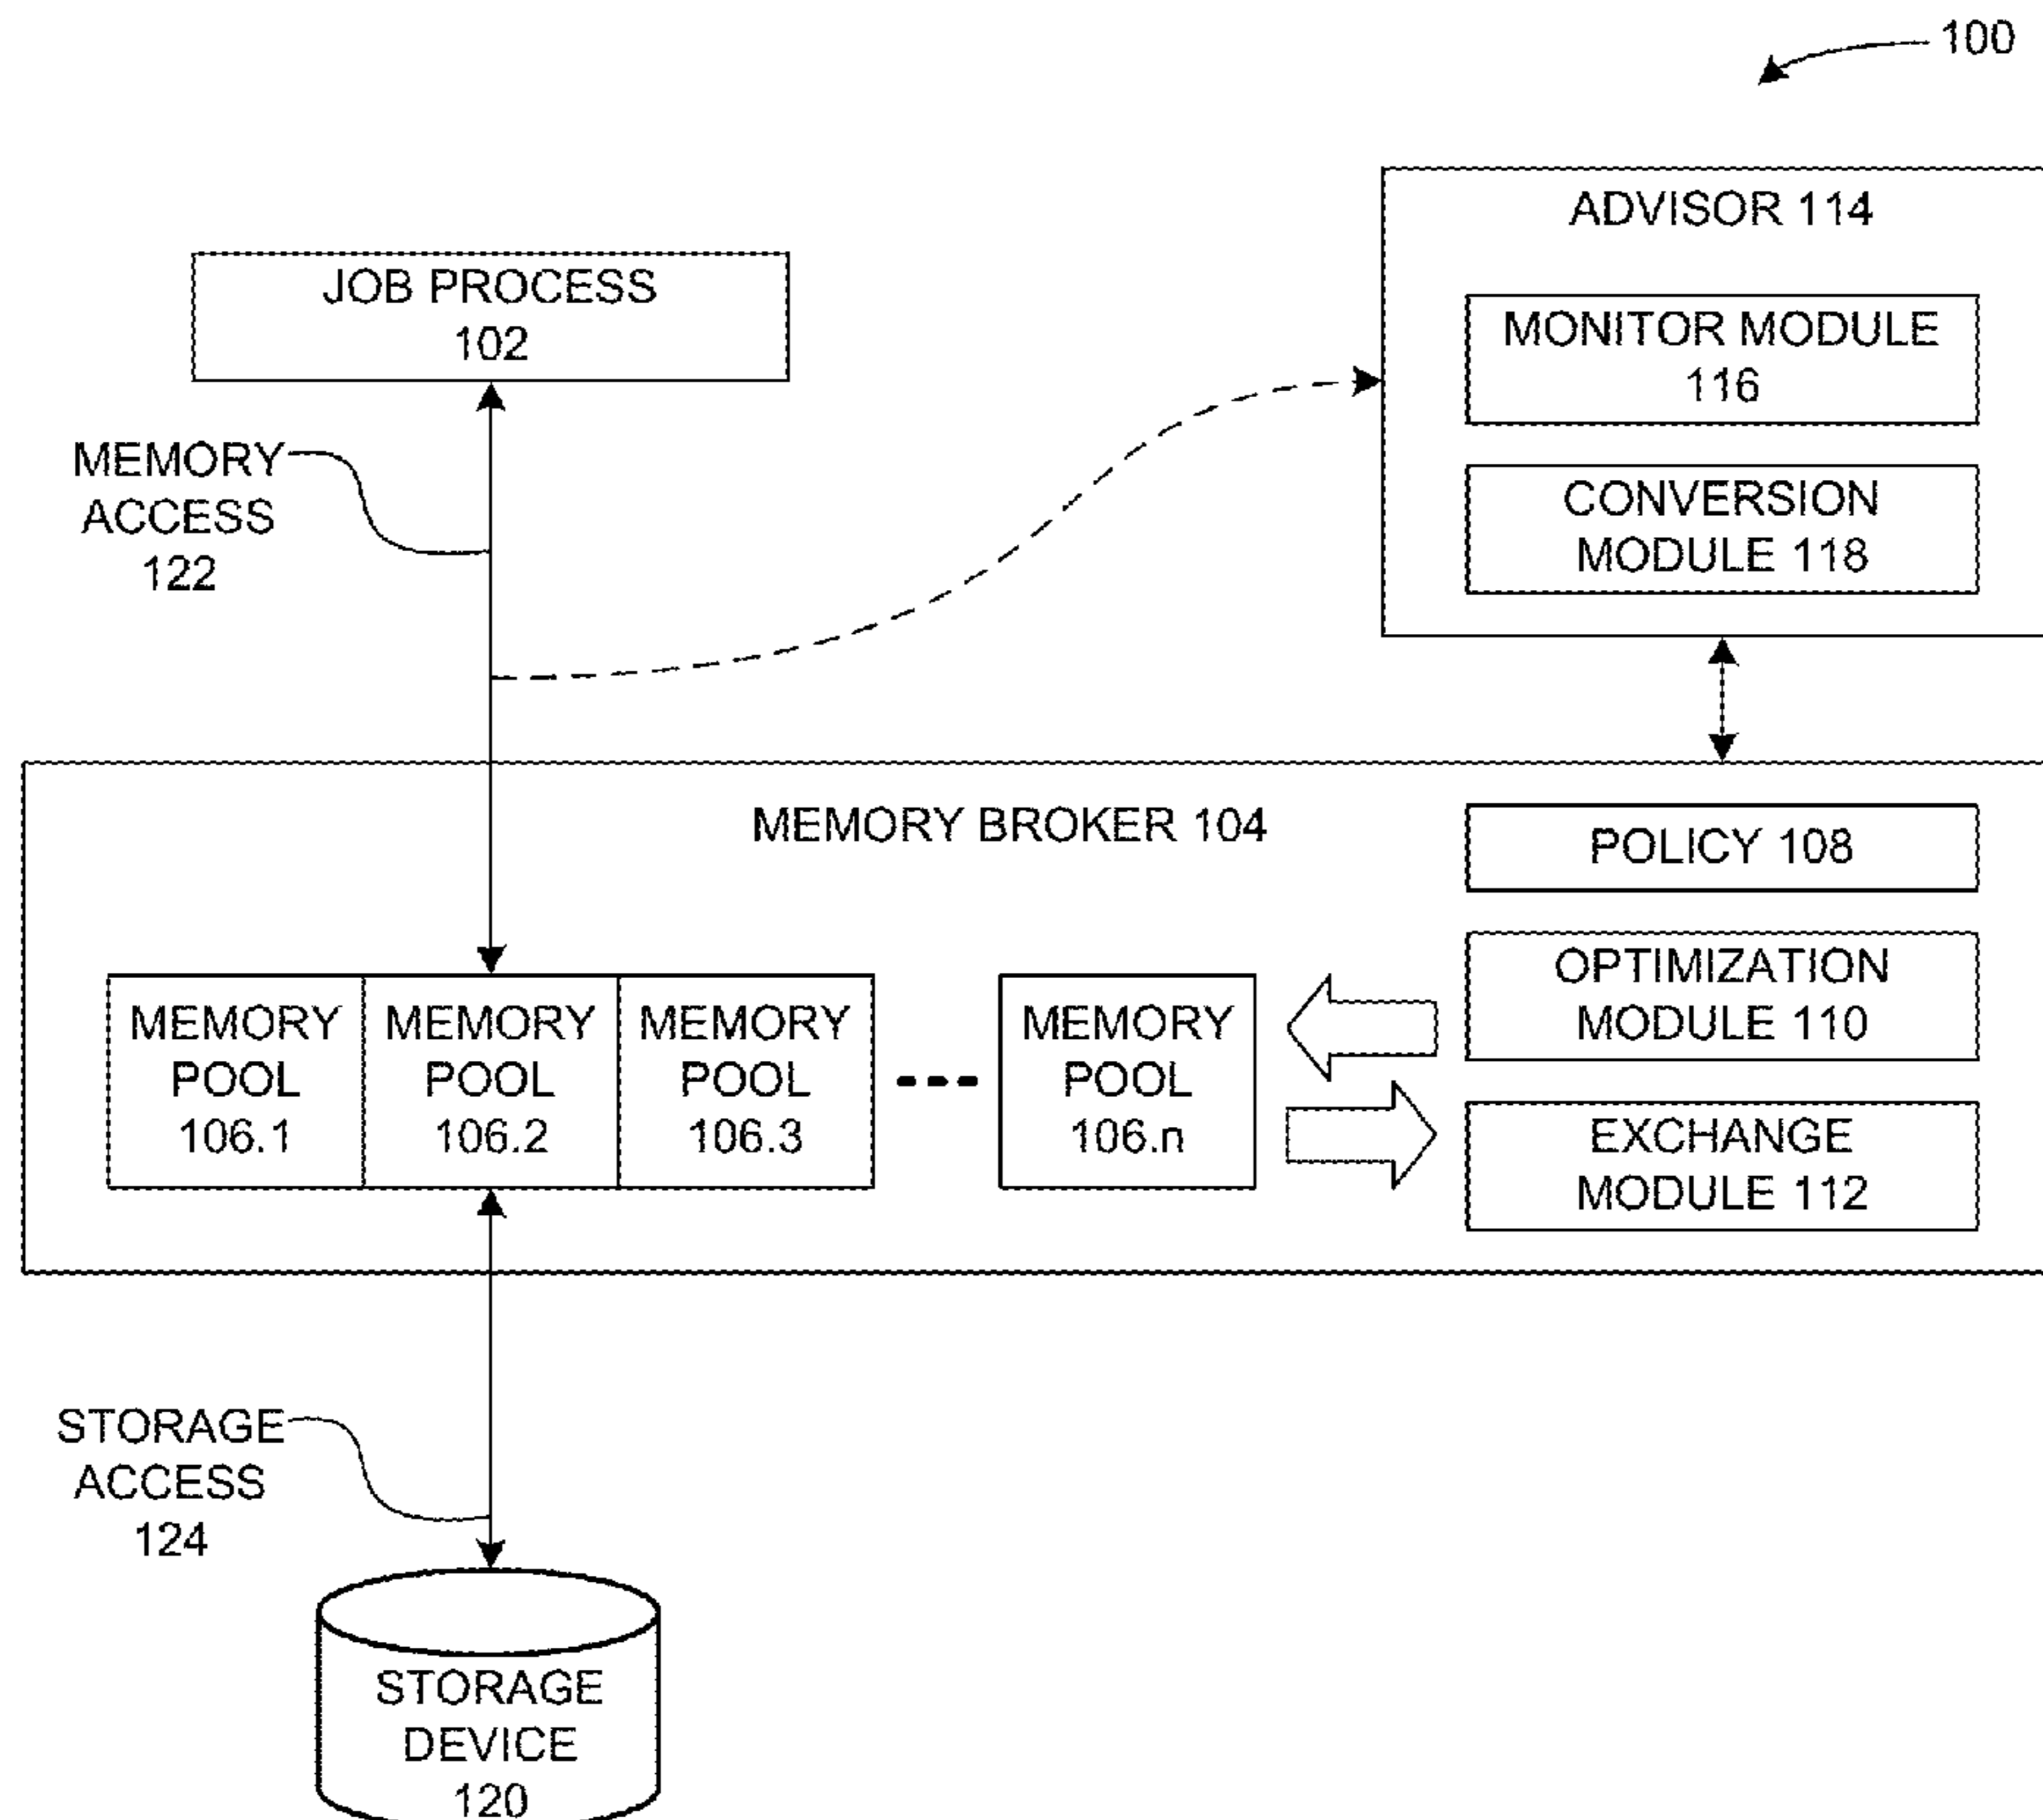 100
ADVISOR 114
JOB PROCESS
102
MONITOR MODULE
116
MEMORY
ACCESS
122
CONVERSION
MODULE 118
MEMORY BROKER 104
POLICY 108
OPTIMIZATION
MODULE 110
MEMORY
POOL
106.1
MEMORY
POOL
106.2
MEMORY
POOL
106.3
MEMORY
POOL
106.n
EXCHANGE
MODULE 112
STORAGE
ACCESS
124
STORAGE
DEVICE
120